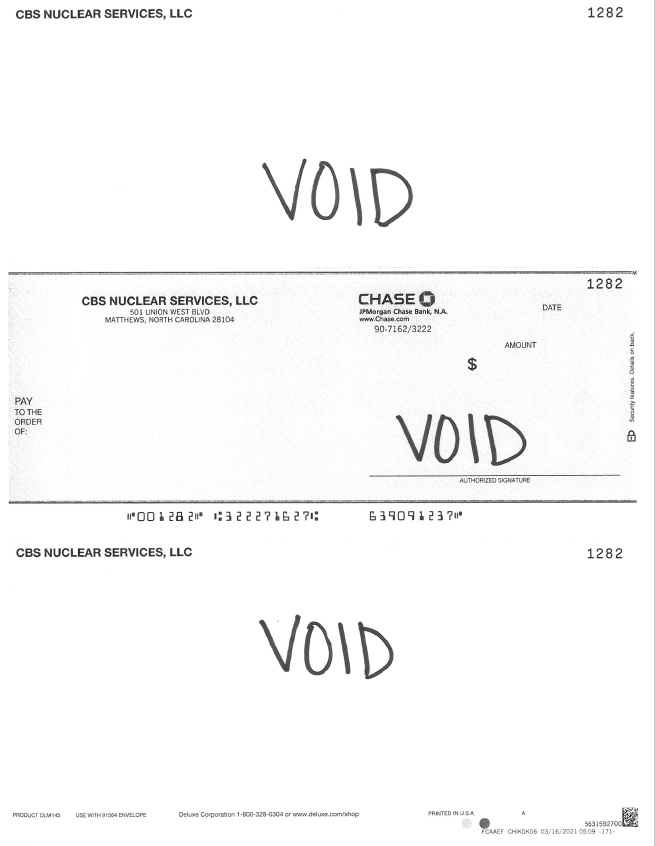 CBS NUCLEAR SERVICES, LLC 1282
VOID
1282
CBS NUCLEAR SERVICES, LLC
501 UNION WEST BLVD
MATTHEWS, NORTH CAROLINA 28104
CHASE
JPMorgan Chase Bank, N.A.
www.Chase.com
90-7162/3222
DATE
AMOUNT
$
PAY
TO THE
ORDER
OF:
VOID
AUTHORIZED SIGNATURE
Security features. Details on back.
⑈001282⑈ ⑆322271627⑆ 639091237⑈
CBS NUCLEAR SERVICES, LLC 1282
VOID
PRODUCT DLM145 USE WITH 91564 ENVELOPE Deluxe Corporation 1-800-328-0304 or www.deluxe.com/shop PRINTED IN U.S.A. A
5631592700
FCAAEF CHIKDK06 03/16/2021 05:09 -171-